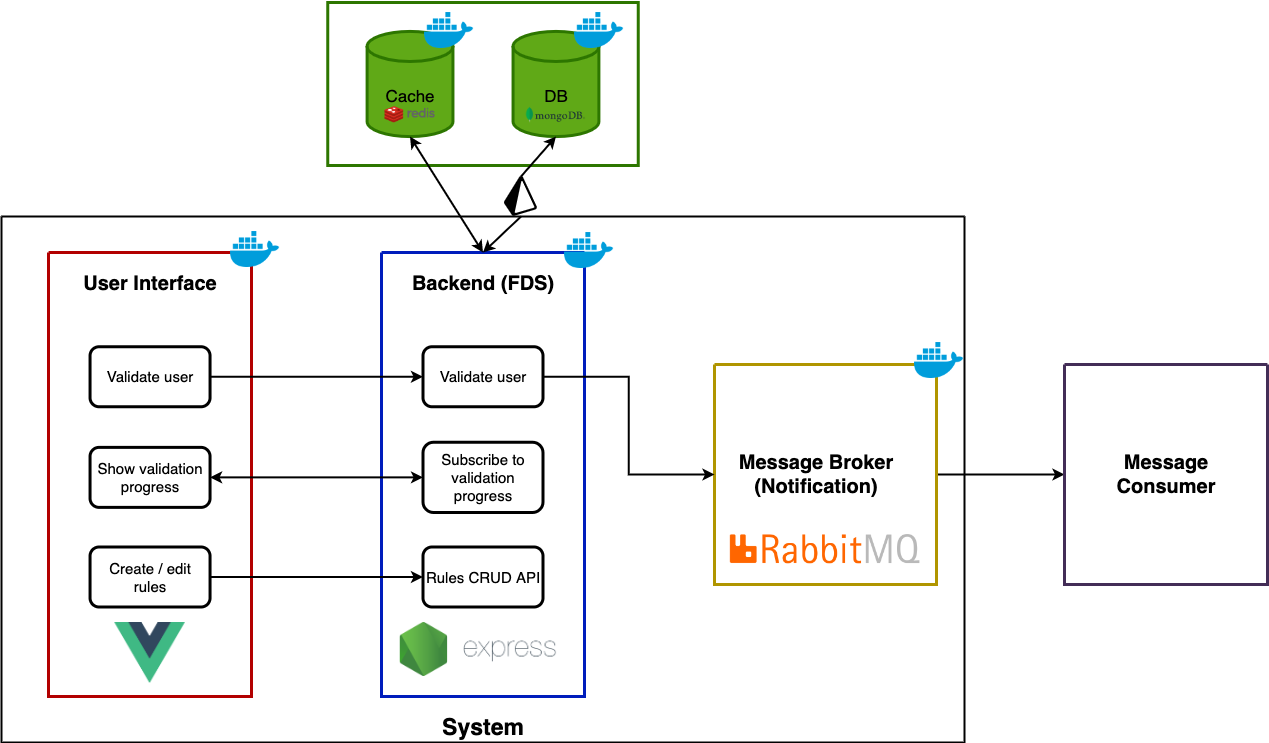 Cache
redis
DB
mongoDB.
User Interface
Backend (FDS)
Validate user
Validate user
Show validation
progress
Subscribe to
validation
progress
Create / edit
rules
Rules CRUD API
express
Message Broker
(Notification)
RabbitMQ
Message
Consumer
System